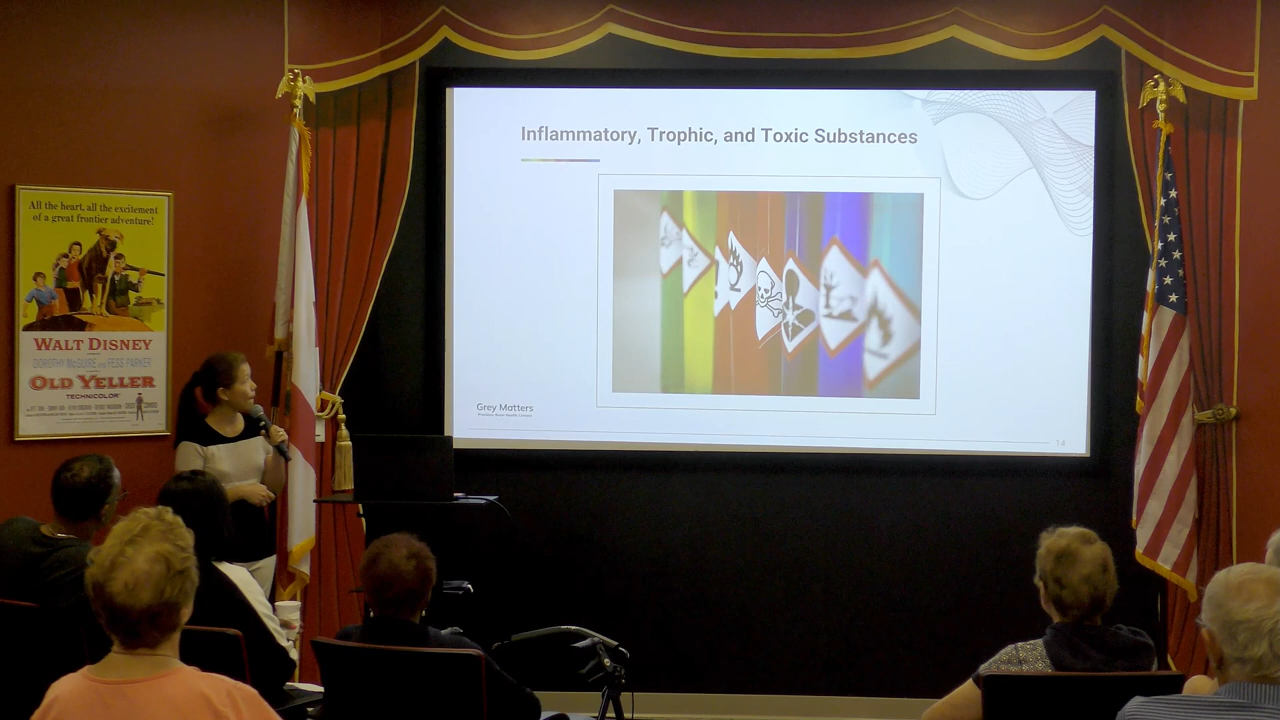 Inflammatory, Trophic, and Toxic Substances
Grey Matters
14
All the heart, all the excitement
of a great frontier adventure!
WALT DISNEY
DOROTHY McGUIRE and FESS PARKER
OLD YELLER
TECHNICOLOR